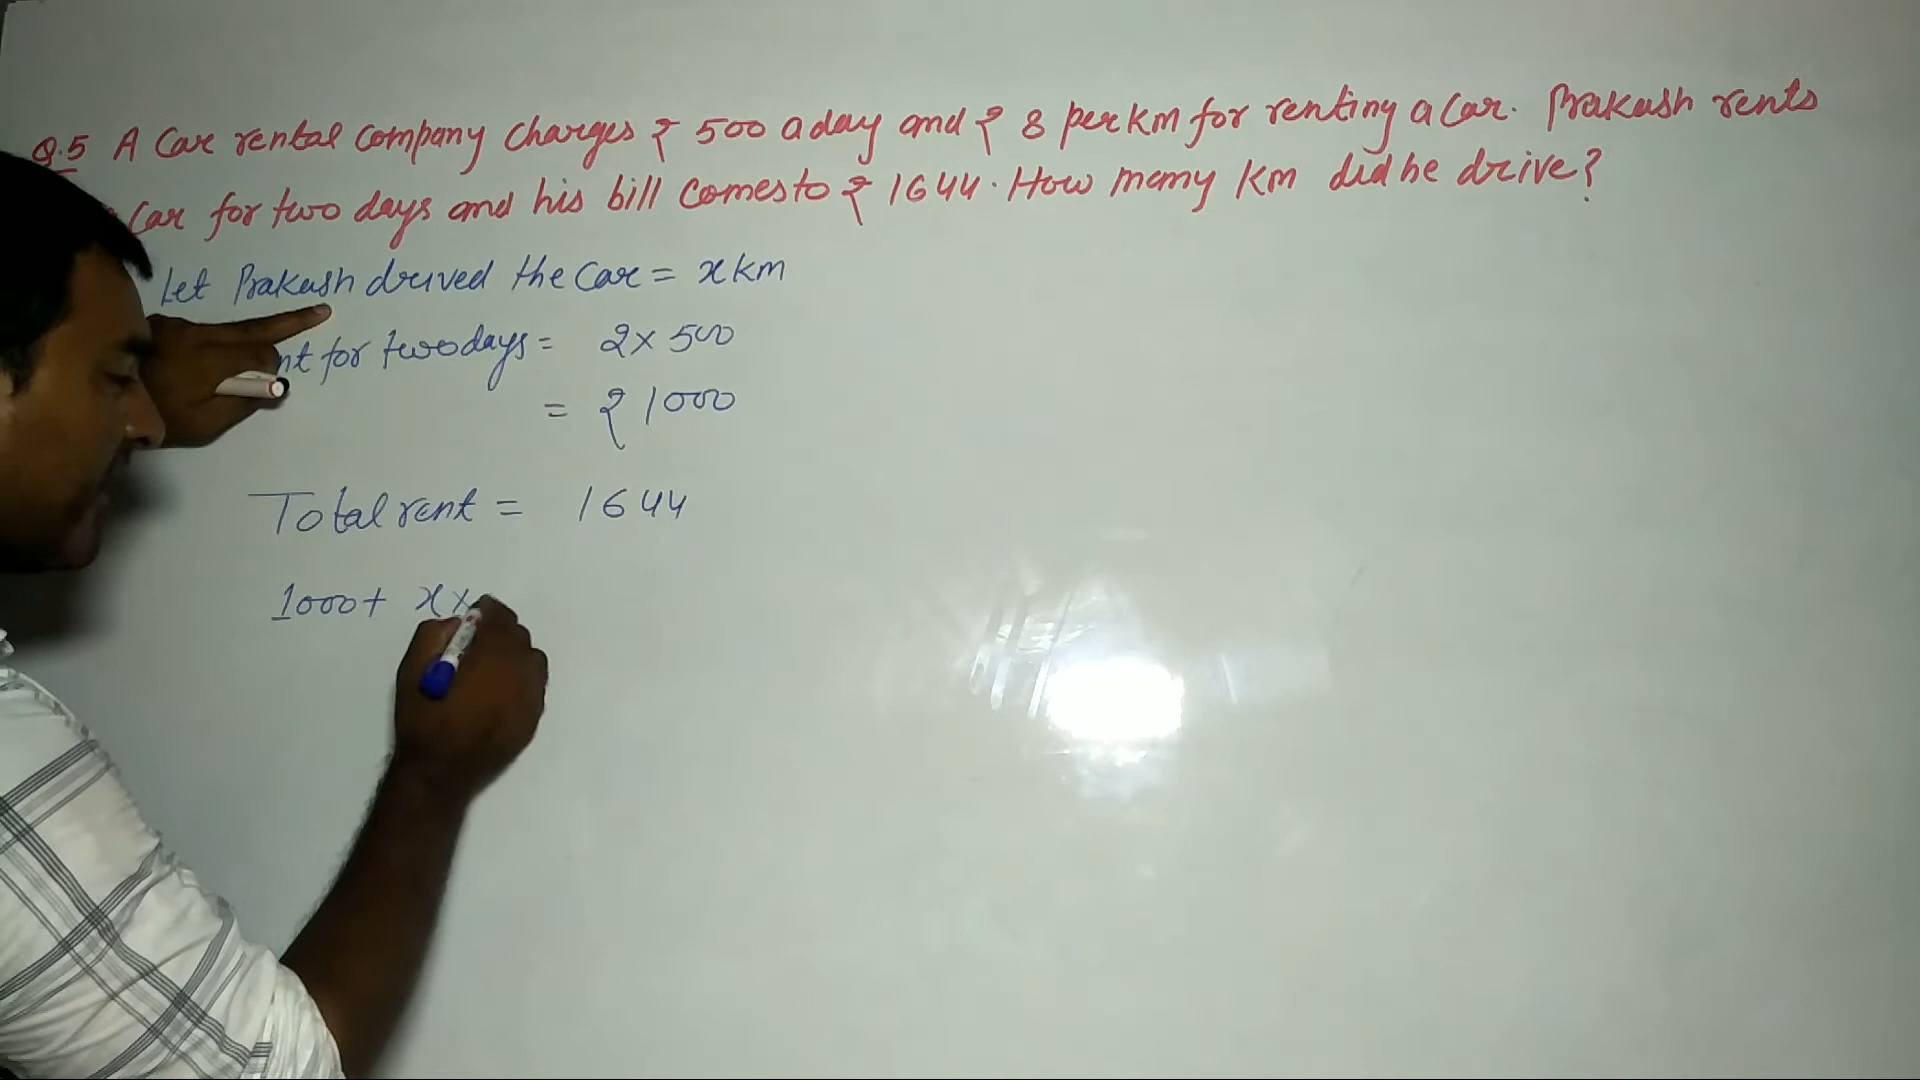 Q.5 A Car rental company charges ₹ 500 a day and ₹ 8 per km for renting a Car. Prakash rents
Car for two days and his bill comes to ₹ 1644. How many km did he drive?
Let Prakash drived the Car = x km
for two days = 2 × 500
= ₹ 1000
Total rent = 1644
1000 + x ×